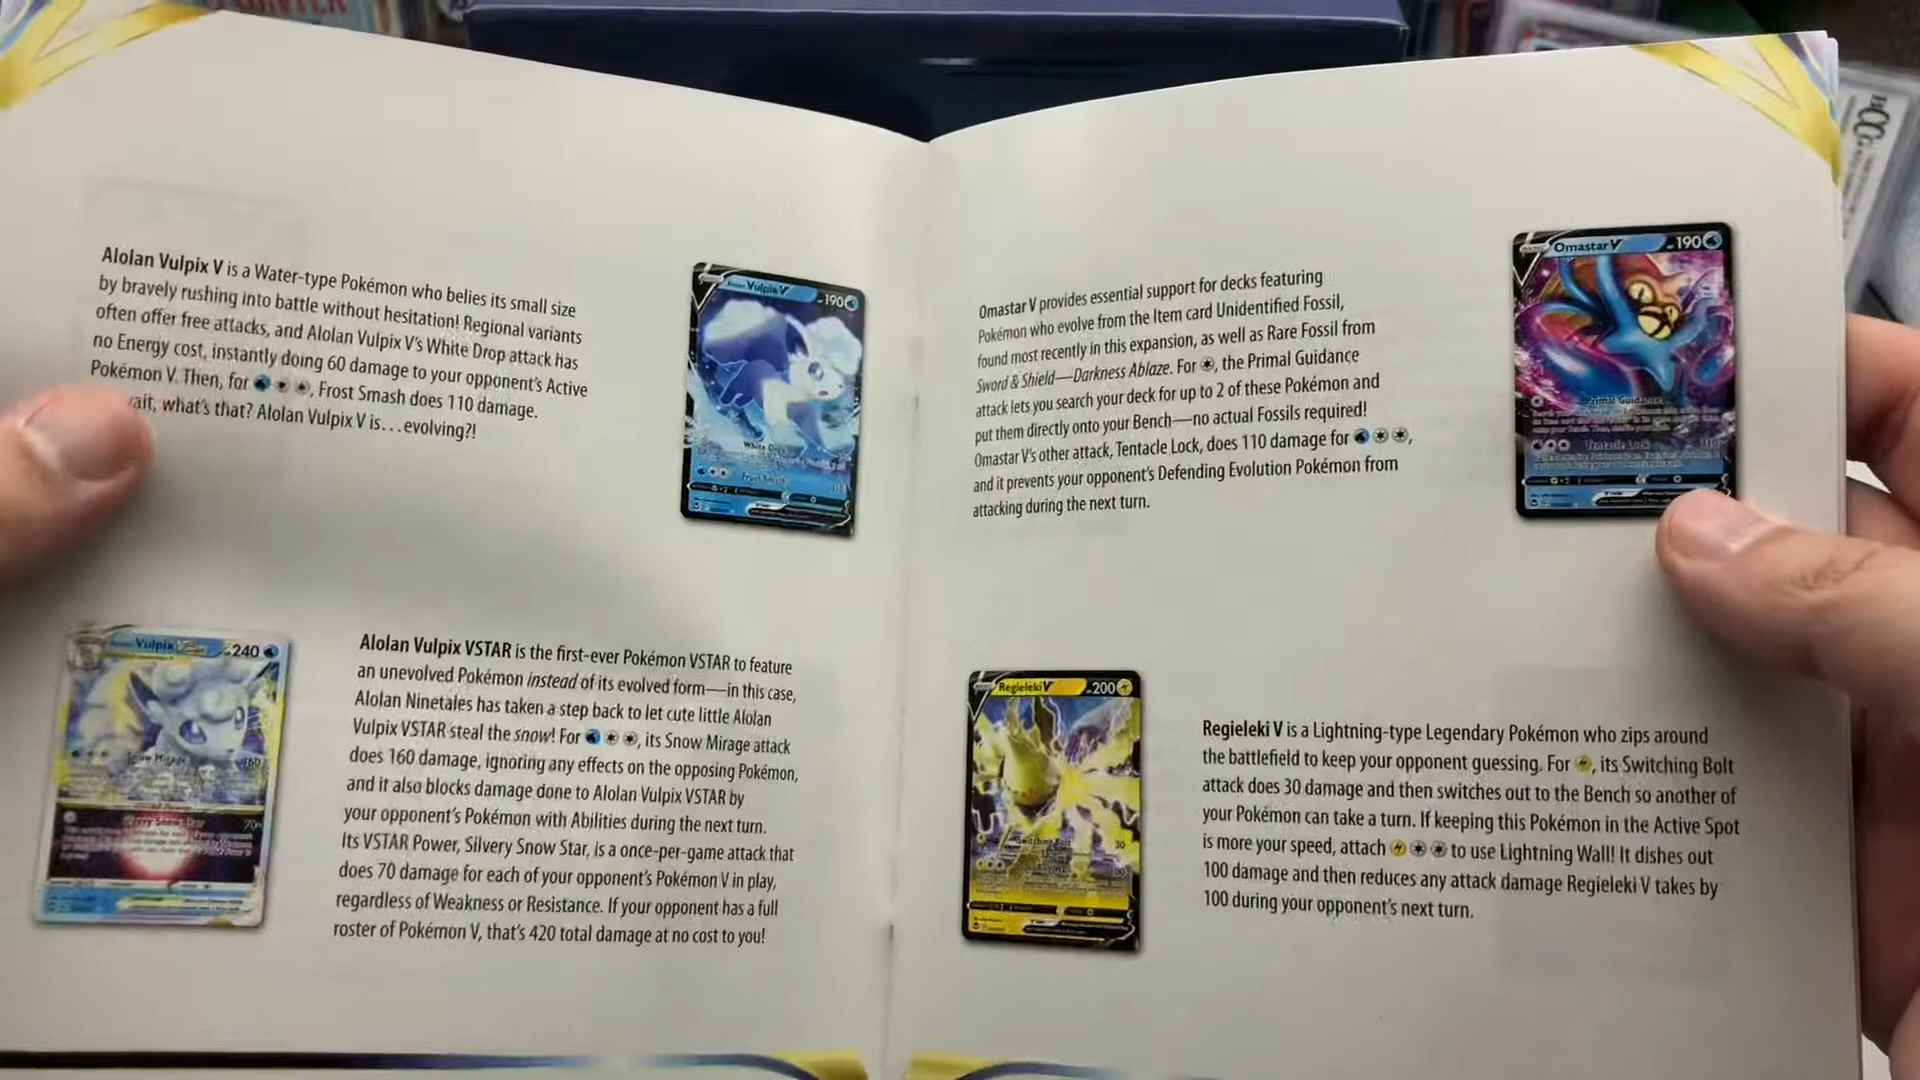 Alolan Vulpix V is a Water-type Pokémon who belies its small size
by bravely rushing into battle without hesitation! Regional variants
often offer free attacks, and Alolan Vulpix V's White Drop attack has
no Energy cost, instantly doing 60 damage to your opponent's Active
Pokémon V. Then, for , Frost Smash does 110 damage.
what's that? Alolan Vulpix V is...evolving?!
Vulpix V 190
White Drop
Frost Smash
Vulpix 240
Snow Mirage 160
Alolan Vulpix VSTAR is the first-ever Pokémon VSTAR to feature
an unevolved Pokémon instead of its evolved form—in this case,
Alolan Ninetales has taken a step back to let cute little Alolan
Vulpix VSTAR steal the snow! For , its Snow Mirage attack
does 160 damage, ignoring any effects on the opposing Pokémon,
and it also blocks damage done to Alolan Vulpix VSTAR by
your opponent's Pokémon with Abilities during the next turn.
Its VSTAR Power, Silvery Snow Star, is a once-per-game attack that
does 70 damage for each of your opponent's Pokémon V in play,
regardless of Weakness or Resistance. If your opponent has a full
roster of Pokémon V, that's 420 total damage at no cost to you!
Omastar V provides essential support for decks featuring
Pokémon who evolve from the Item card Unidentified Fossil,
found most recently in this expansion, as well as Rare Fossil from
Sword & Shield—Darkness Ablaze. For , the Primal Guidance
attack lets you search your deck for up to 2 of these Pokémon and
put them directly onto your Bench—no actual Fossils required!
Omastar V's other attack, Tentacle Lock, does 110 damage for ,
and it prevents your opponent's Defending Evolution Pokémon from
attacking during the next turn.
Omastar V 190
Primal Guidance
Tentacle Lock 110
Regieleki V 200
Switching Bolt 30
Regieleki V is a Lightning-type Legendary Pokémon who zips around
the battlefield to keep your opponent guessing. For , its Switching Bolt
attack does 30 damage and then switches out to the Bench so another of
your Pokémon can take a turn. If keeping this Pokémon in the Active Spot
is more your speed, attach to use Lightning Wall! It dishes out
100 damage and then reduces any attack damage Regieleki V takes by
100 during your opponent's next turn.